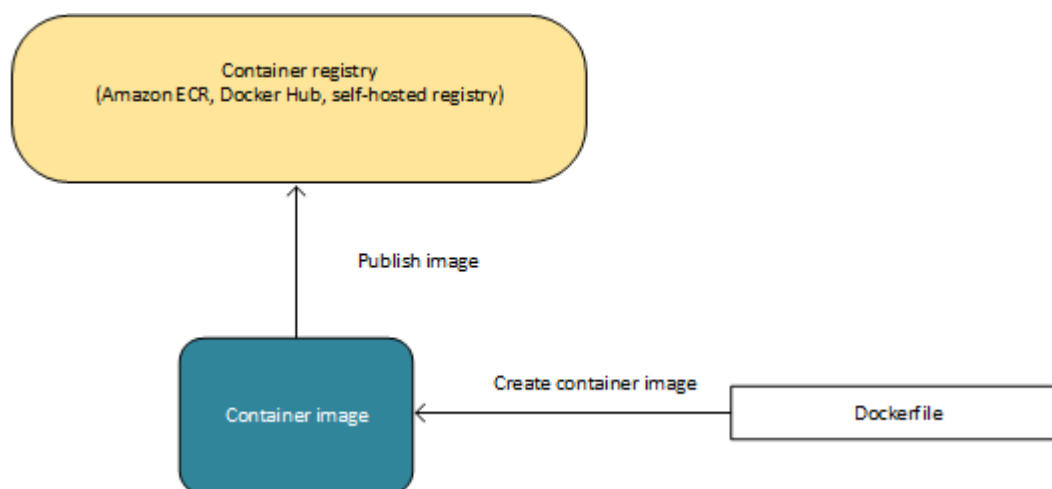 Container registry
(Amazon ECR, Docker Hub, self-hosted registry)
Publish image
Create container image
Container image
Dockerfile